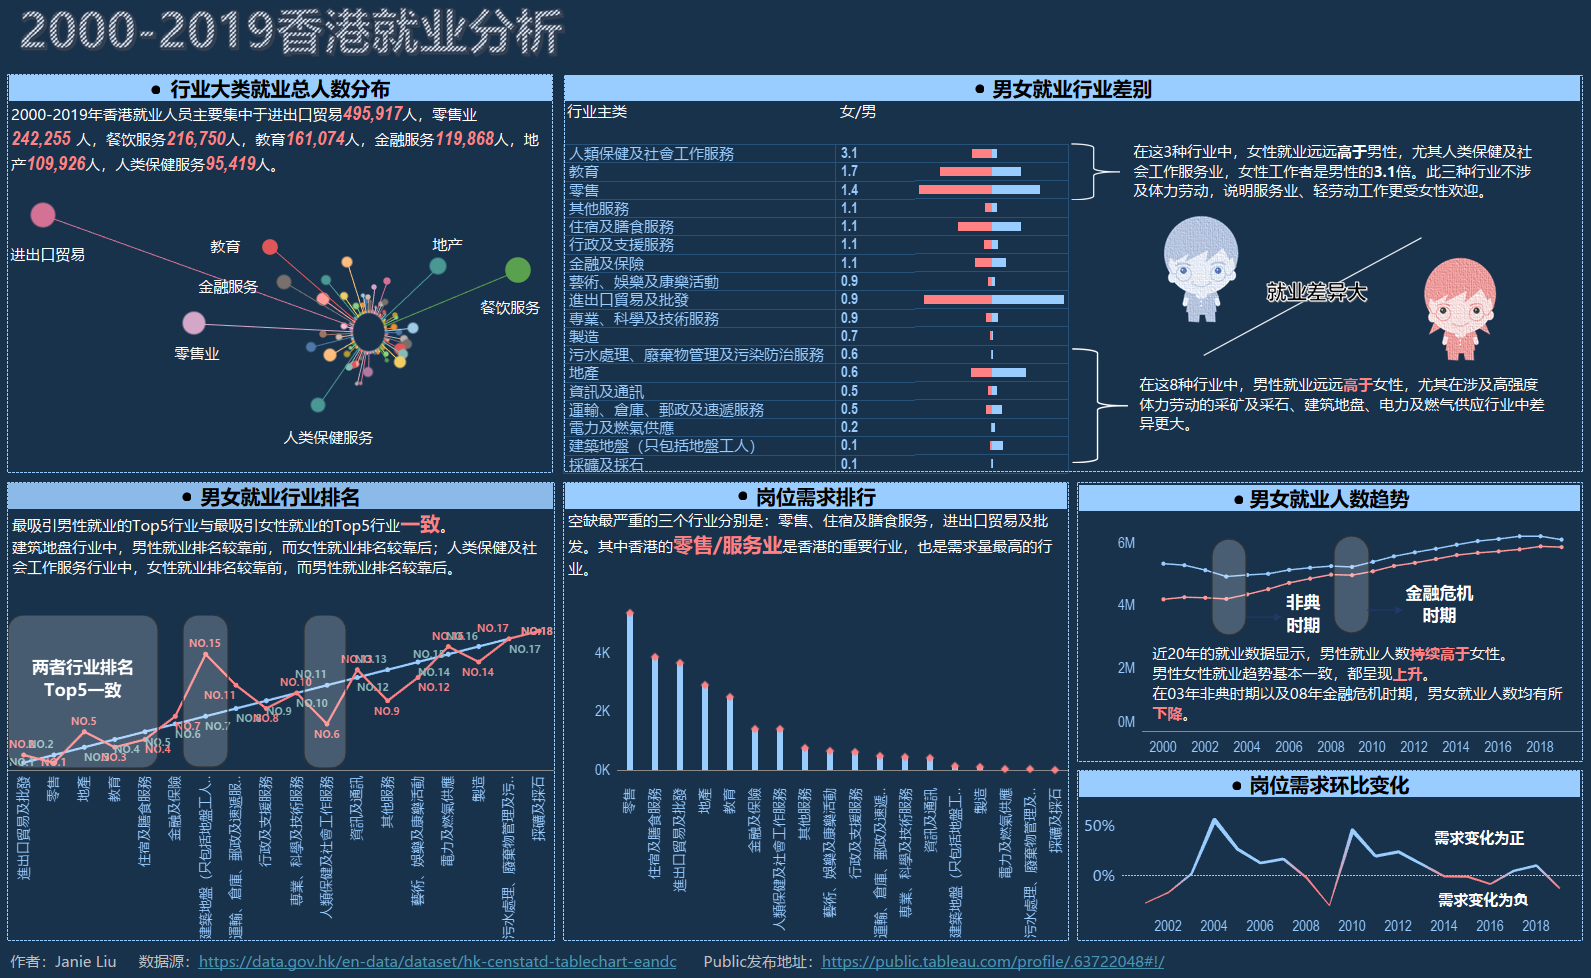 2000-2019香港就业分析
● 行业大类就业总人数分布
2000-2019年香港就业人员主要集中于进出口贸易495,917人，零售业
242,255 人，餐饮服务216,750人，教育161,074人，金融服务119,868人，地
产109,926人，人类保健服务95,419人。
进出口贸易
教育
地产
金融服务
餐饮服务
零售业
人类保健服务
● 男女就业行业差别
行业主类 女/男
人類保健及社會工作服務 3.1
教育 1.7
零售 1.4
其他服務 1.1
住宿及膳食服務 1.1
行政及支援服務 1.1
金融及保險 1.1
藝術、娛樂及康樂活動 0.9
進出口貿易及批發 0.9
專業、科學及技術服務 0.9
製造 0.7
污水處理、廢棄物管理及污染防治服務 0.6
地產 0.6
資訊及通訊 0.5
運輸、倉庫、郵政及速遞服務 0.5
電力及燃氣供應 0.2
建築地盤（只包括地盤工人） 0.1
採礦及採石 0.1
在这3种行业中，女性就业远远高于男性，尤其人类保健及社
会工作服务业，女性工作者是男性的3.1倍。此三种行业不涉
及体力劳动，说明服务业、轻劳动工作更受女性欢迎。
就业差异大
在这8种行业中，男性就业远远高于女性，尤其在涉及高强度
体力劳动的采矿及采石、建筑地盘、电力及燃气供应行业中差
异更大。
● 男女就业行业排名
最吸引男性就业的Top5行业与最吸引女性就业的Top5行业一致。
建筑地盘行业中，男性就业排名较靠前，而女性就业排名较靠后；人类保健及社
会工作服务行业中，女性就业排名较靠前，而男性就业排名较靠后。
两者行业排名
Top5一致
NO.15
NO.5
NO.11
NO.10
NO.11
NO.10
NO.6
NO.13
NO.12
NO.9
NO.14
NO.12
NO.16
NO.14
NO.17
NO.17
NO.18
NO.2
NO.1
NO.3
NO.4
NO.5
NO.4
NO.7
NO.6
NO.7
NO.8
NO.9
進出口貿易及批發
零售
地產
教育
住宿及膳食服務
金融及保險
建築地盤（只包括地盤工人..
運輸、倉庫、郵政及速遞服..
行政及支援服務
專業、科學及技術服務
人類保健及社會工作服務
資訊及通訊
其他服務
藝術、娛樂及康樂活動
電力及燃氣供應
製造
污水處理、廢棄物管理及污..
採礦及採石
● 岗位需求排行
空缺最严重的三个行业分别是：零售、住宿及膳食服务，进出口贸易及批
发。其中香港的零售/服务业是香港的重要行业，也是需求量最高的行
业。
4K
2K
0K
零售
住宿及膳食服務
進出口貿易及批發
地產
教育
金融及保險
人類保健及社會工作服務
其他服務
藝術、娛樂及康樂活動
行政及支援服務
運輸、倉庫、郵政及速遞..
專業、科學及技術服務
資訊及通訊
建築地盤（只包括地盤工..
製造
電力及燃氣供應
污水處理、廢棄物管理及..
採礦及採石
● 男女就业人数趋势
6M
4M
2M
0M
非典
时期
金融危机
时期
近20年的就业数据显示，男性就业人数持续高于女性。
男性女性就业趋势基本一致，都呈现上升。
在03年非典时期以及08年金融危机时期，男女就业人数均有所
下降。
2000 2002 2004 2006 2008 2010 2012 2014 2016 2018
● 岗位需求环比变化
50%
0%
需求变化为正
需求变化为负
2002 2004 2006 2008 2010 2012 2014 2016 2018
作者：Janie Liu 数据源：https://data.gov.hk/en-data/dataset/hk-censtatd-tablechart-eandc Public发布地址：https://public.tableau.com/profile/.63722048#!/